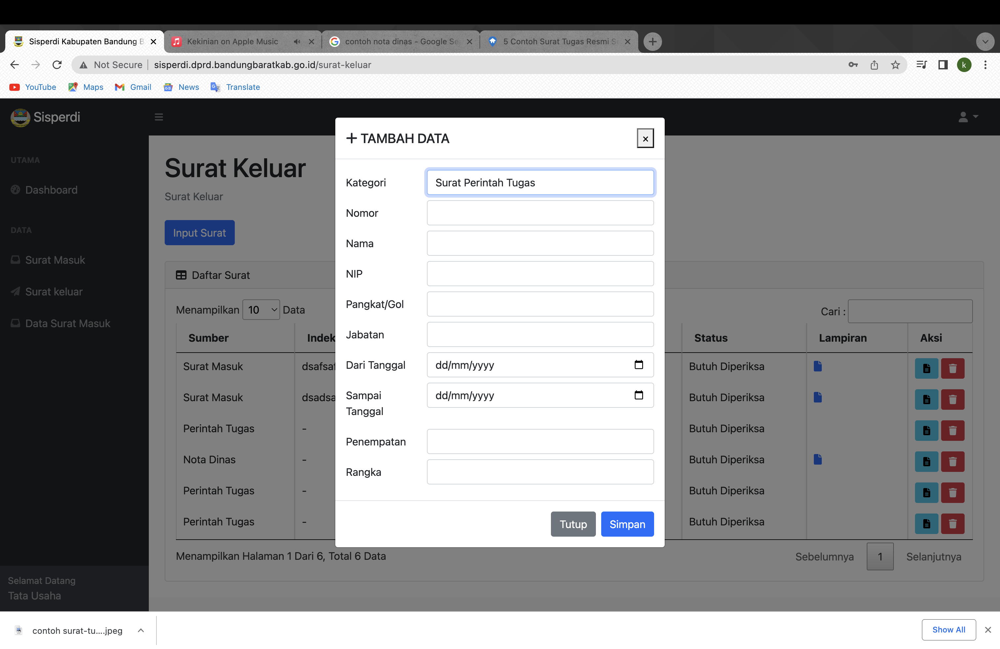 Sisperdi Kabupaten Bandung B
Kekinian on Apple Music
contoh nota dinas - Google Se
5 Contoh Surat Tugas Resmi S
Not Secure
sisperdi.dprd.bandungbaratkab.go.id/surat-keluar
k
YouTube
Maps
Gmail
News
Translate
Sisperdi
UTAMA
Dashboard
DATA
Surat Masuk
Surat keluar
Data Surat Masuk
Selamat Datang
Tata Usaha
Surat Keluar
Surat Keluar
Input Surat
Daftar Surat
Menampilkan 10 Data
Cari :
Sumber Indek Status Lampiran Aksi
Surat Masuk dsafsaf Butuh Diperiksa
Surat Masuk dsadsa Butuh Diperiksa
Perintah Tugas - Butuh Diperiksa
Nota Dinas - Butuh Diperiksa
Perintah Tugas - Butuh Diperiksa
Perintah Tugas - Butuh Diperiksa
Menampilkan Halaman 1 Dari 6, Total 6 Data
Sebelumnya 1 Selanjutnya
TAMBAH DATA
Kategori Surat Perintah Tugas
Nomor
Nama
NIP
Pangkat/Gol
Jabatan
Dari Tanggal dd/mm/yyyy
Sampai dd/mm/yyyy
Tanggal
Penempatan
Rangka
Tutup Simpan
contoh surat-tu....jpeg
Show All